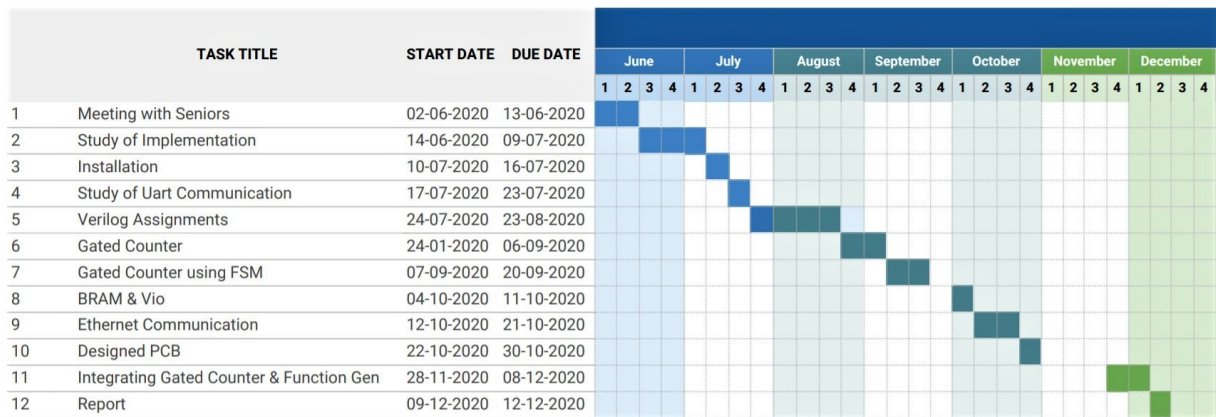 TASK TITLE START DATE DUE DATE
June July August September October November December
1 2 3 4 1 2 3 4 1 2 3 4 1 2 3 4 1 2 3 4 1 2 3 4 1 2 3 4
1 Meeting with Seniors 02-06-2020 13-06-2020
2 Study of Implementation 14-06-2020 09-07-2020
3 Installation 10-07-2020 16-07-2020
4 Study of Uart Communication 17-07-2020 23-07-2020
5 Verilog Assignments 24-07-2020 23-08-2020
6 Gated Counter 24-01-2020 06-09-2020
7 Gated Counter using FSM 07-09-2020 20-09-2020
8 BRAM & Vio 04-10-2020 11-10-2020
9 Ethernet Communication 12-10-2020 21-10-2020
10 Designed PCB 22-10-2020 30-10-2020
11 Integrating Gated Counter & Function Gen 28-11-2020 08-12-2020
12 Report 09-12-2020 12-12-2020